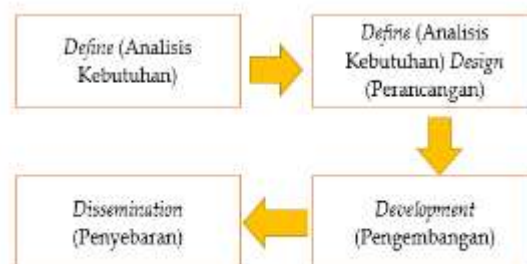 Define (Analisis
Kebutuhan)
Define (Analisis
Kebutuhan) Design
(Perancangan)
Dissemination
(Penyebaran)
Development
(Pengembangan)